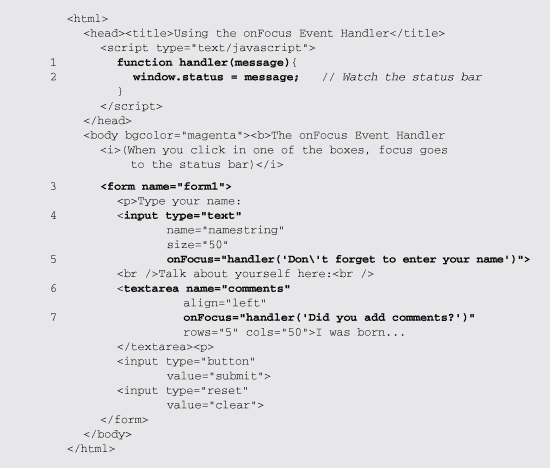 <html>
<head><title>Using the onFocus Event Handler</title>
<script type="text/javascript">
1 function handler(message){
2 window.status = message; // Watch the status bar
}
</script>
</head>
<body bgcolor="magenta"><b>The onFocus Event Handler
<i>(When you click in one of the boxes, focus goes
to the status bar)</i>
3 <form name="form1">
<p>Type your name:
4 <input type="text"
name="namestring"
size="50"
5 onFocus="handler('Don\'t forget to enter your name')">
<br />Talk about yourself here:<br />
6 <textarea name="comments"
align="left"
7 onFocus="handler('Did you add comments?')"
rows="5" cols="50">I was born...
</textarea><p>
<input type="button"
value="submit">
<input type="reset"
value="clear">
</form>
</body>
</html>